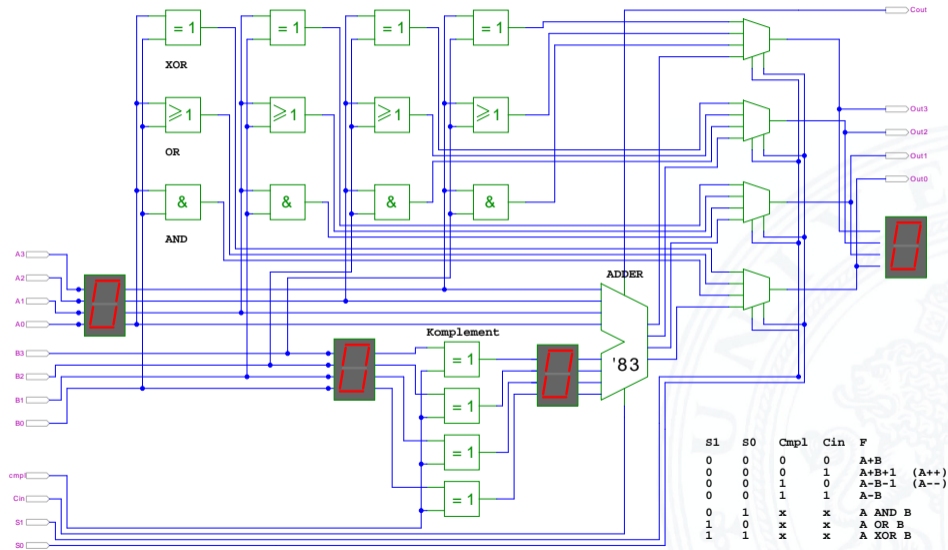 Cout
= 1 = 1 = 1 = 1
XOR
≥1 ≥1 ≥1 ≥1
Out3
Out2
OR
Out1
Out0
& & & &
AND
A3
A2
A1
A0
ADDER
'83
Komplement
B3
B2
B1
B0
= 1
= 1
= 1
= 1
cmpl
Cin
S1
S0
S1 S0 Cmpl Cin F
0 0 0 0 A+B
0 0 0 1 A+B+1 (A++)
0 0 1 0 A-B-1 (A--)
0 0 1 1 A-B
0 1 x x A AND B
1 0 x x A OR B
1 1 x x A XOR B